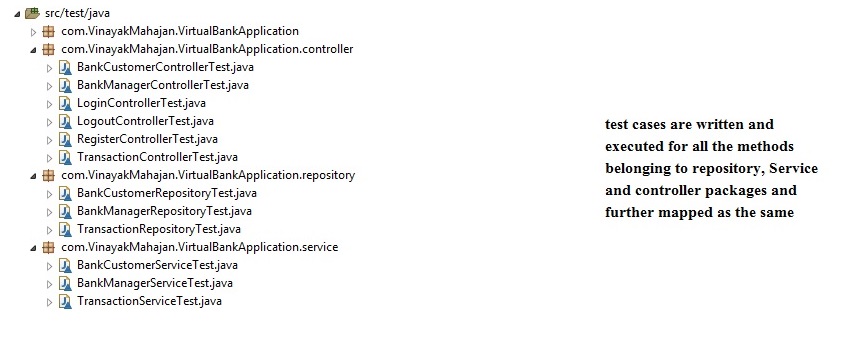 src/test/java
com.VinayakMahajan.VirtualBankApplication
com.VinayakMahajan.VirtualBankApplication.controller
BankCustomerControllerTest.java
BankManagerControllerTest.java
LoginControllerTest.java
LogoutControllerTest.java
RegisterControllerTest.java
TransactionControllerTest.java
com.VinayakMahajan.VirtualBankApplication.repository
BankCustomerRepositoryTest.java
BankManagerRepositoryTest.java
TransactionRepositoryTest.java
com.VinayakMahajan.VirtualBankApplication.service
BankCustomerServiceTest.java
BankManagerServiceTest.java
TransactionServiceTest.java
test cases are written and
executed for all the methods
belonging to repository, Service
and controller packages and
further mapped as the same